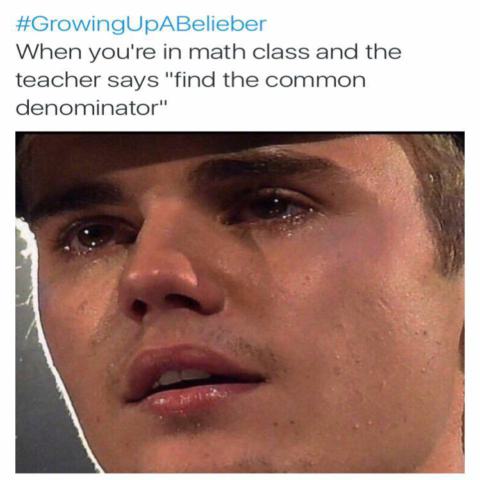 #GrowingUpABelieber
When you're in math class and the
teacher says "find the common
denominator"